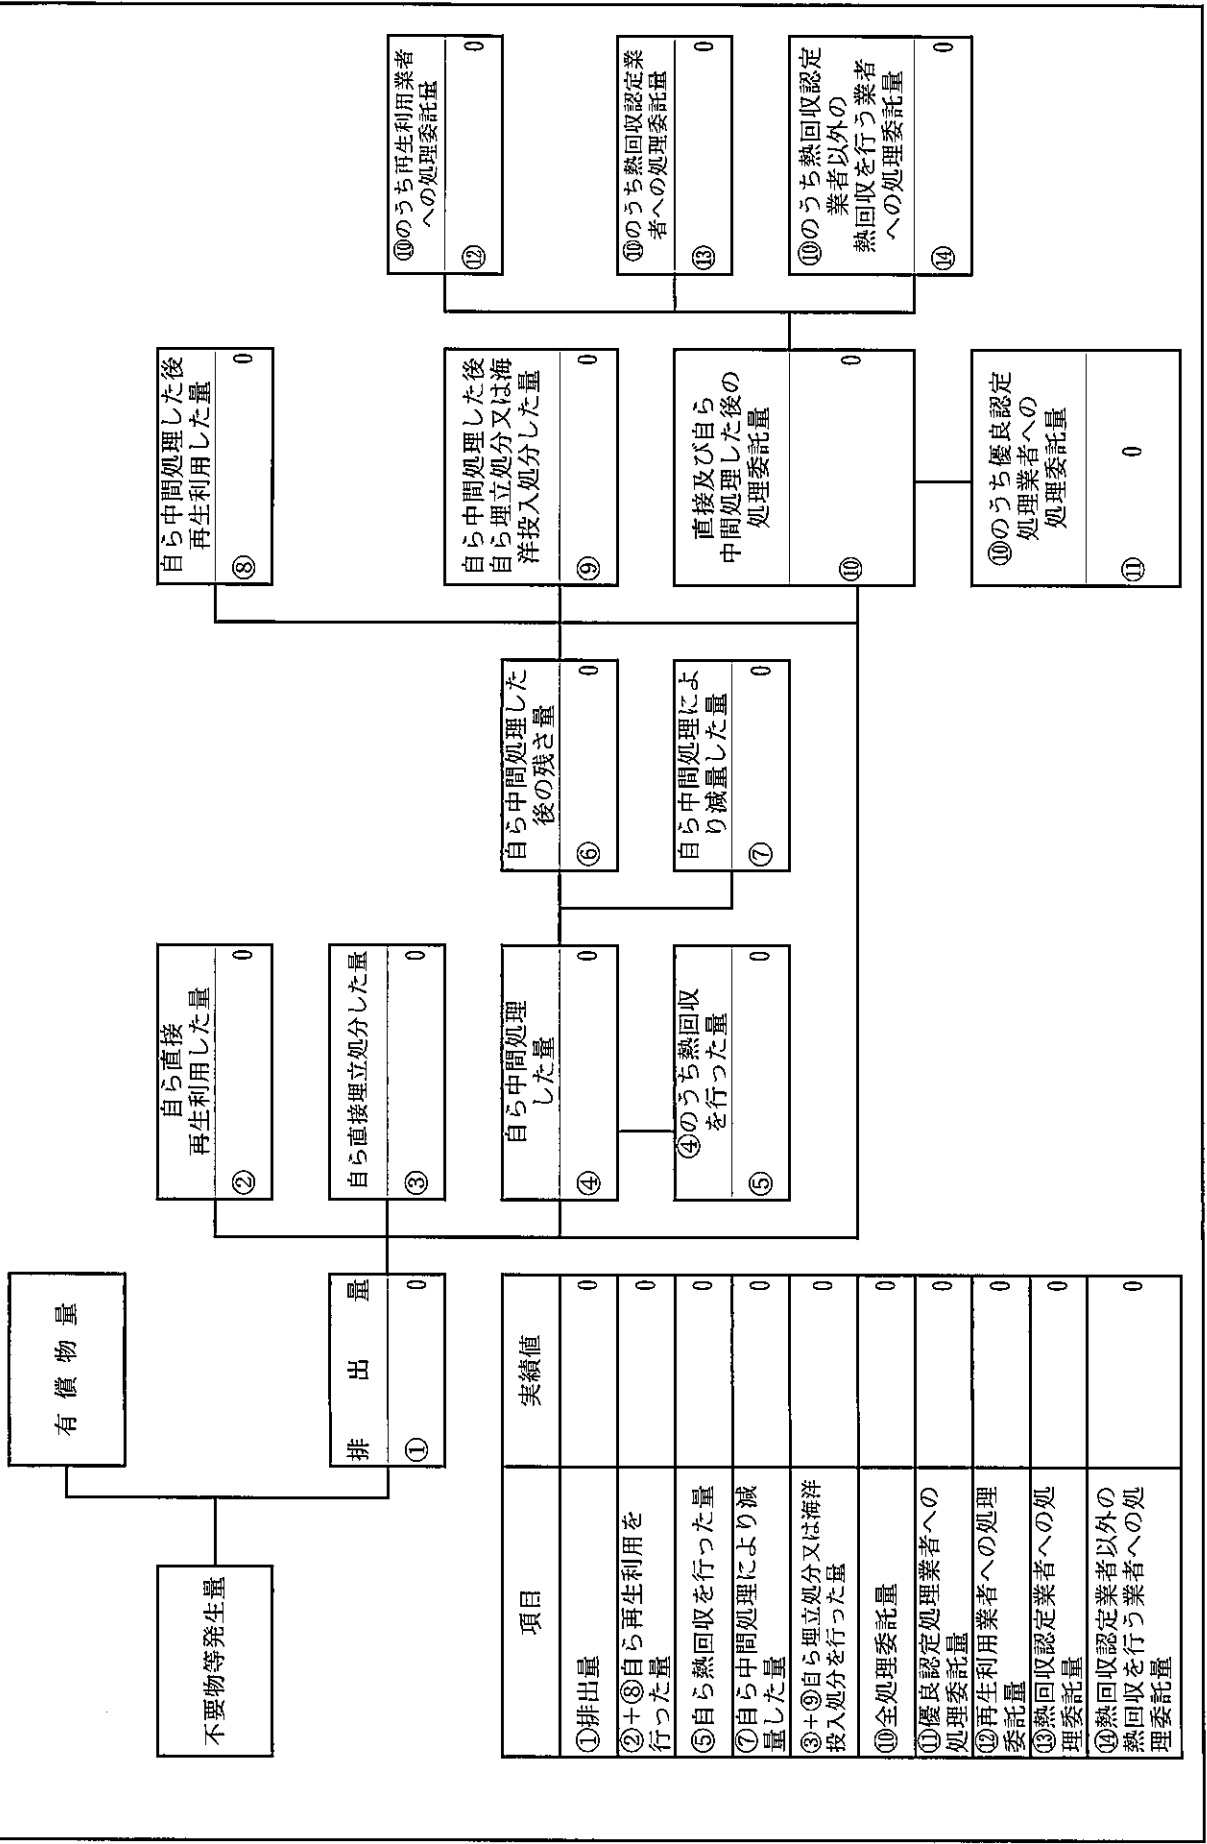 不要物等発生量
有償物量
排出量
① 0
自ら直接
再生利用した量
② 0
自ら直接埋立処分した量
③ 0
自ら中間処理
した量
④ 0
④のうち熱回収
を行った量
⑤ 0
自ら中間処理した
後の残さ量
⑥ 0
自ら中間処理によ
り減量した量
⑦ 0
自ら中間処理した後
再生利用した量
⑧ 0
自ら中間処理した後
自ら埋立処分又は海
洋投入処分した量
⑨ 0
直接及び自ら
中間処理した後の
処理委託量
⑩ 0
⑩のうち優良認定
処理業者への
処理委託量
⑪ 0
⑩のうち再生利用業者
への処理委託量
⑫ 0
⑩のうち熱回収認定業
者への処理委託量
⑬ 0
⑩のうち熱回収認定
業者以外の
熱回収を行う業者
への処理委託量
⑭ 0
項目 実績値
①排出量 0
②+⑧自ら再生利用を
行った量 0
⑤自ら熱回収を行った量 0
⑦自ら中間処理により減
量した量 0
③+⑨自ら埋立処分又は海洋
投入処分を行った量 0
⑩全処理委託量 0
⑪優良認定処理業者への
処理委託量 0
⑫再生利用業者への処理
委託量 0
⑬熱回収認定業者への処
理委託量 0
⑭熱回収認定業者以外の
熱回収を行う業者への処
理委託量 0